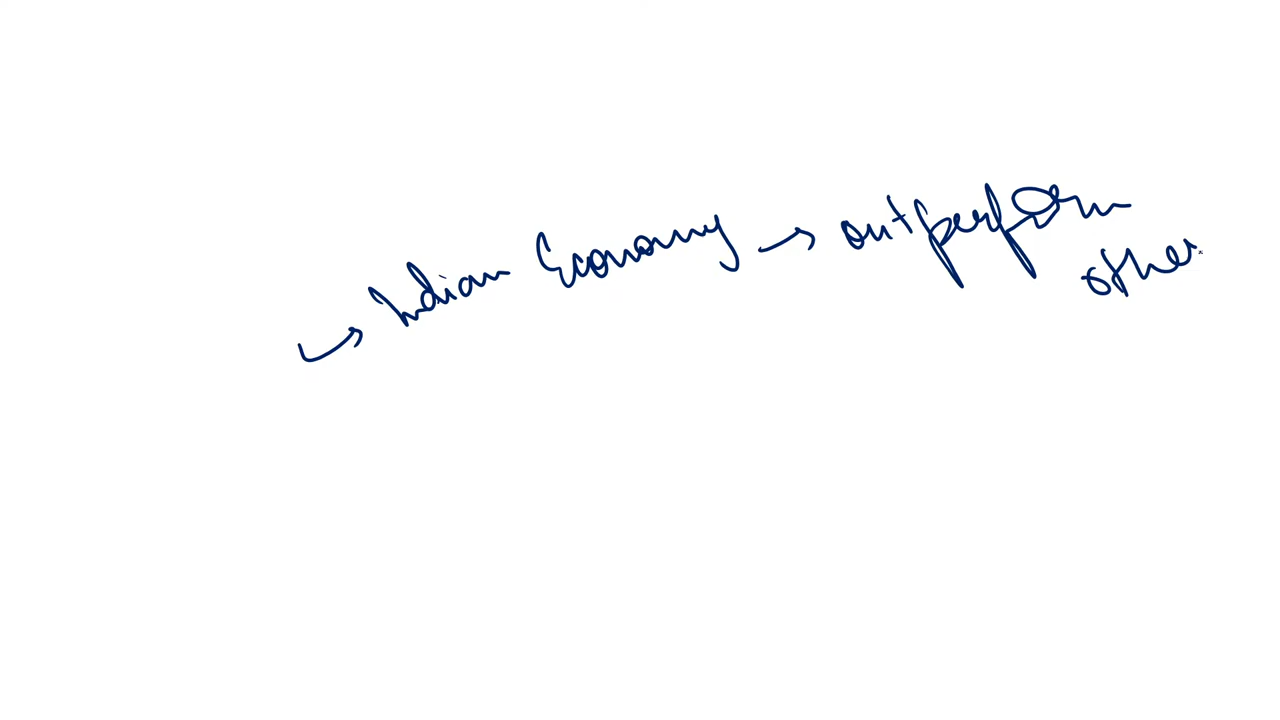 ↳ Indian Economy → outperform
other